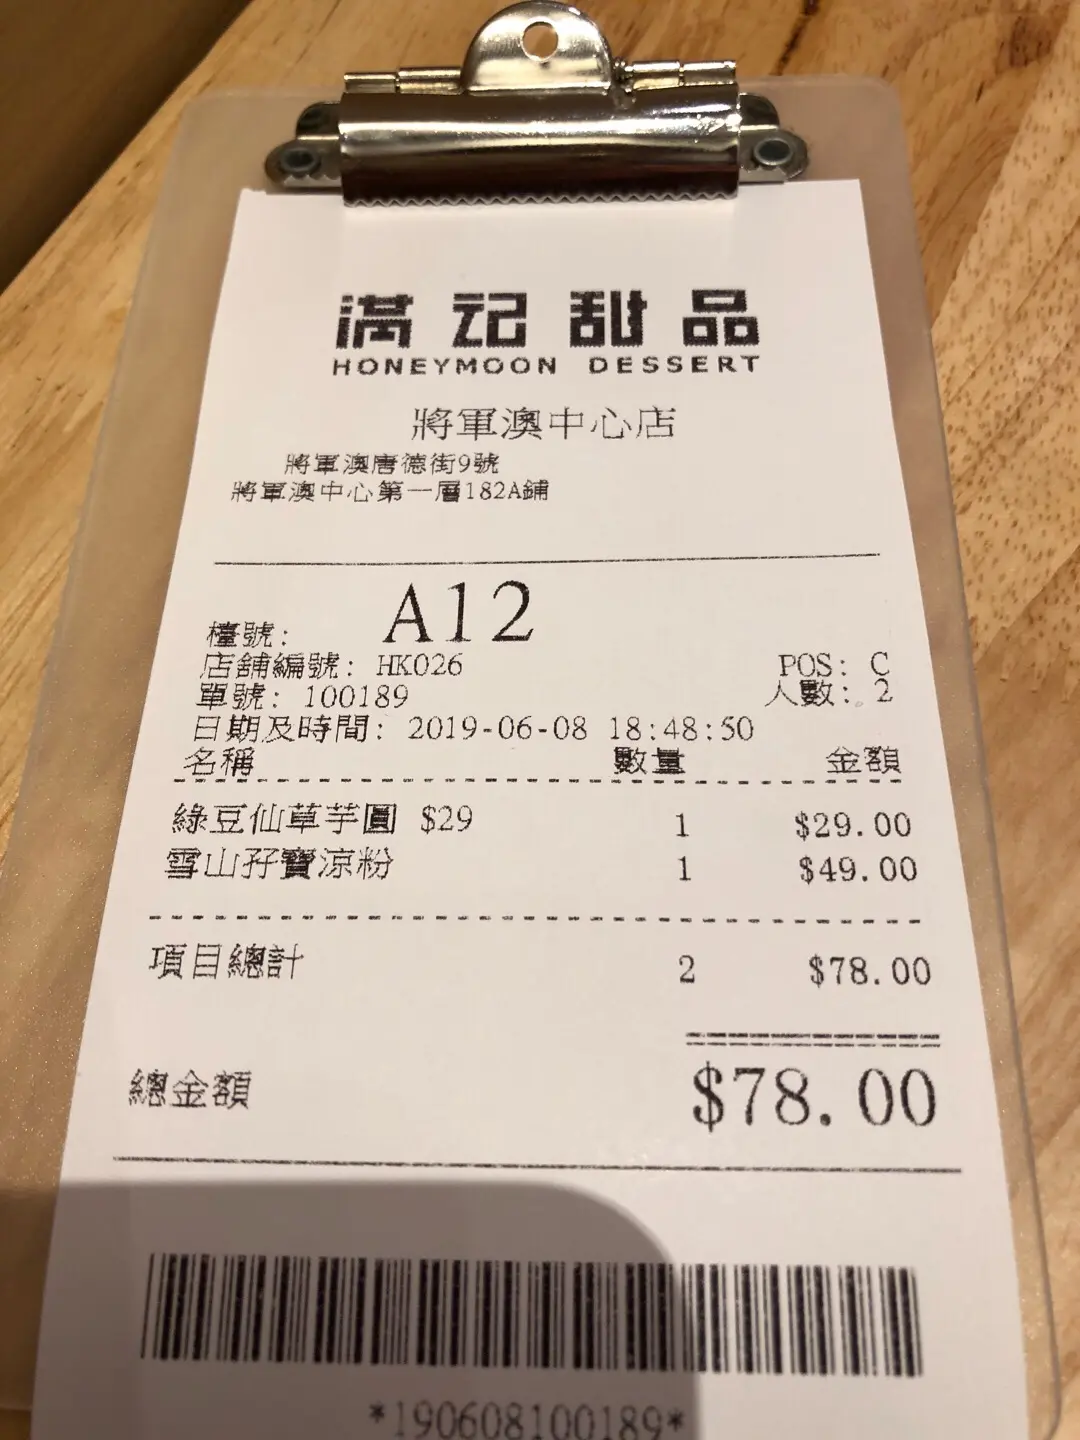 满记甜品
HONEYMOON DESSERT
將軍澳中心店
將軍澳唐德街9號
將軍澳中心第一層182A鋪
檯號: A12
店舖編號: HK026 POS: C
單號: 100189 人數: 2
日期及時間: 2019-06-08 18:48:50
名稱 數量 金額
綠豆仙草芋圓 $29 1 $29.00
雪山孖寶涼粉 1 $49.00
項目總計 2 $78.00
總金額 $78.00
*190608100189*